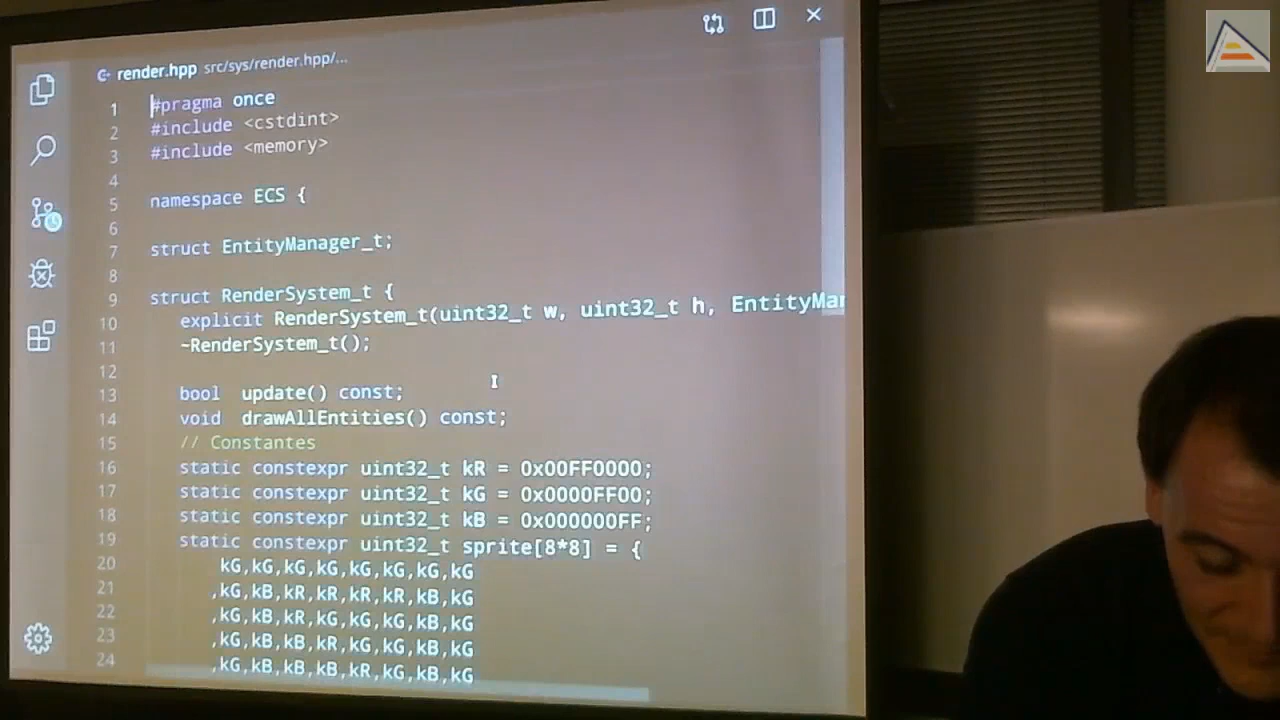 render.hpp src/sys/render.hpp/...
1 #pragma once
2 #include <cstdint>
3 #include <memory>
4
5 namespace ECS {
6
7 struct EntityManager_t;
8
9 struct RenderSystem_t {
10 explicit RenderSystem_t(uint32_t w, uint32_t h, EntityMa
11 ~RenderSystem_t();
12
13 bool update() const;
14 void drawAllEntities() const;
15 // Constantes
16 static constexpr uint32_t kR = 0x00FF0000;
17 static constexpr uint32_t kG = 0x0000FF00;
18 static constexpr uint32_t kB = 0x000000FF;
19 static constexpr uint32_t sprite[8*8] = {
20 kG,kG,kG,kG,kG,kG,kG,kG
21 ,kG,kB,kR,kR,kR,kR,kB,kG
22 ,kG,kB,kR,kG,kG,kG,kB,kG
23 ,kG,kB,kB,kR,kG,kG,kB,kG
24 ,kG,kB,kB,kB,kR,kG,kB,kG